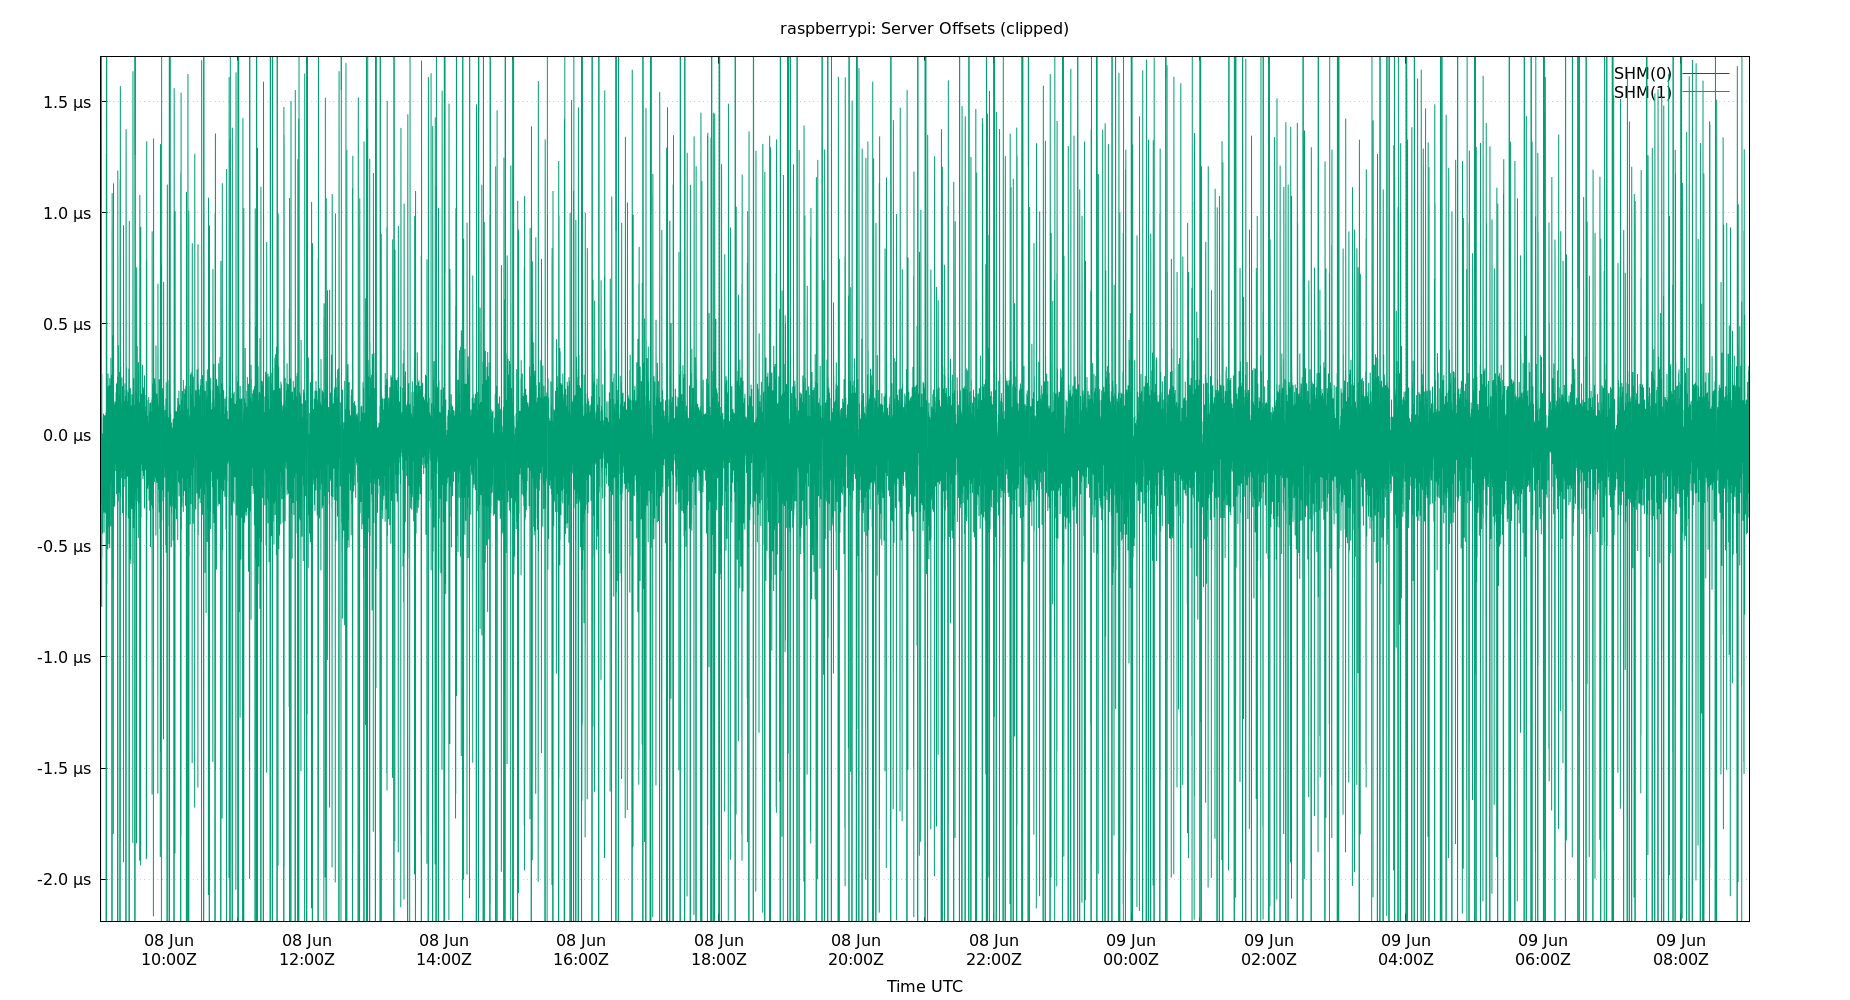 raspberrypi: Server Offsets (clipped)
SHM(0)
SHM(1)
1.5 µs
1.0 µs
0.5 µs
0.0 µs
-0.5 µs
-1.0 µs
-1.5 µs
-2.0 µs
08 Jun 08 Jun 08 Jun 08 Jun 08 Jun 08 Jun 08 Jun 09 Jun 09 Jun 09 Jun 09 Jun 09 Jun
10:00Z 12:00Z 14:00Z 16:00Z 18:00Z 20:00Z 22:00Z 00:00Z 02:00Z 04:00Z 06:00Z 08:00Z
Time UTC